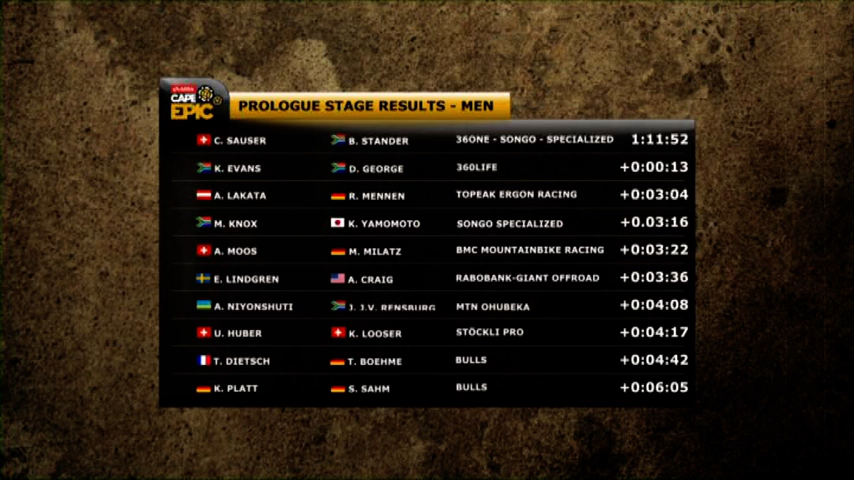 CAPE
EPIC
PROLOGUE STAGE RESULTS - MEN
C. SAUSER B. STANDER 36ONE - SONGO - SPECIALIZED 1:11:52
K. EVANS D. GEORGE 360LIFE +0:00:13
A. LAKATA R. MENNEN TOPEAK ERGON RACING +0:03:04
M. KNOX K. YAMOMOTO SONGO SPECIALIZED +0.03:16
A. MOOS M. MILATZ BMC MOUNTAINBIKE RACING +0:03:22
E. LINDGREN A. CRAIG RABOBANK-GIANT OFFROAD +0:03:36
A. NIYONSHUTI J. J.V. RENSBURG MTN OHUBEKA +0:04:08
U. HUBER K. LOOSER STÖCKLI PRO +0:04:17
T. DIETSCH T. BOEHME BULLS +0:04:42
K. PLATT S. SAHM BULLS +0:06:05